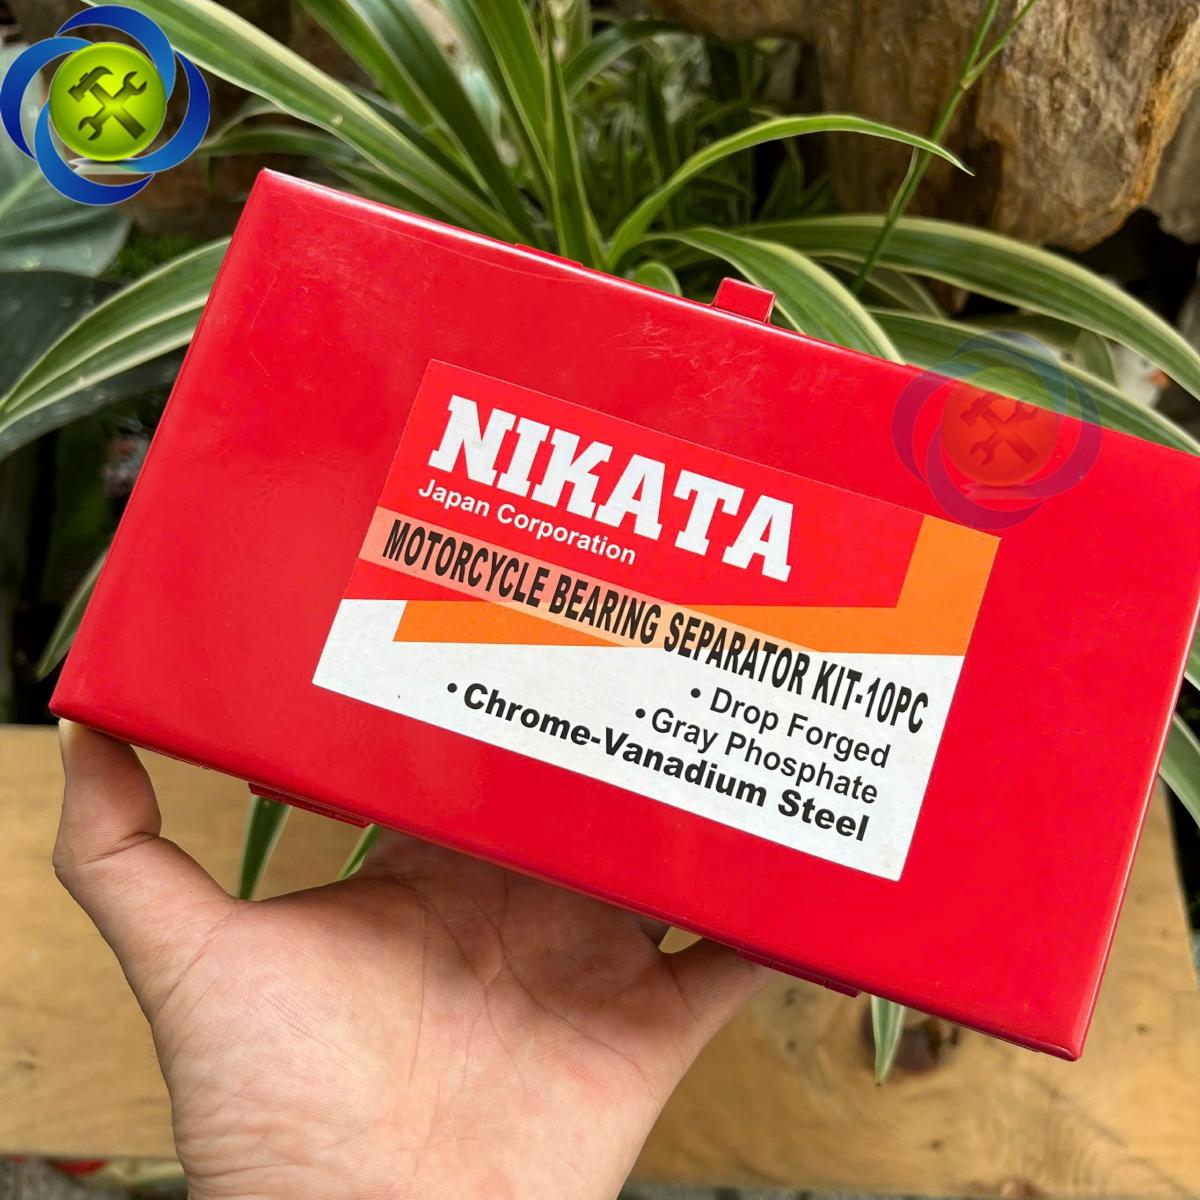 NIKATA
Japan Corporation
MOTORCYCLE BEARING SEPARATOR KIT-10PC
• Drop Forged
• Gray Phosphate
• Chrome-Vanadium Steel